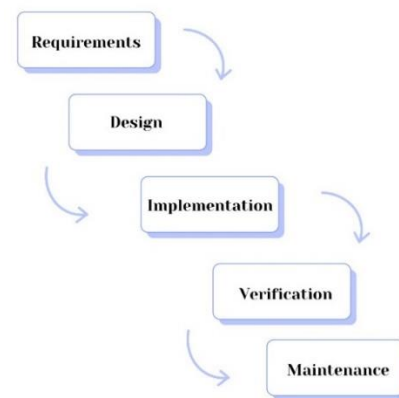 Requirements
Design
Implementation
Verification
Maintenance